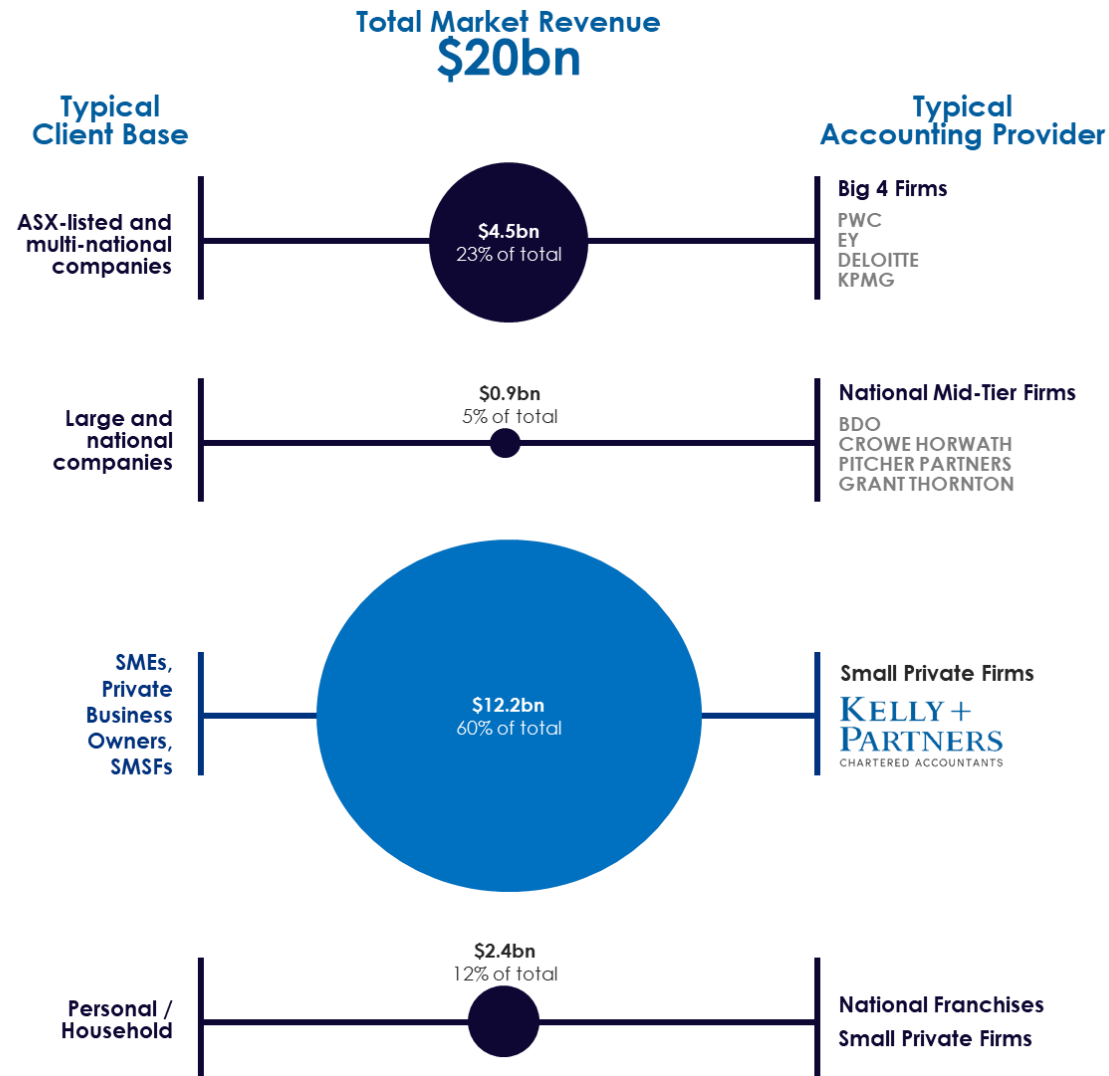 Total Market Revenue
$20bn
Typical
Client Base
Typical
Accounting Provider
ASX-listed and
multi-national
companies
$4.5bn
23% of total
Big 4 Firms
PWC
EY
DELOITTE
KPMG
Large and
national
companies
$0.9bn
5% of total
National Mid-Tier Firms
BDO
CROWE HORWATH
PITCHER PARTNERS
GRANT THORNTON
SMEs,
Private
Business
Owners,
SMSFs
$12.2bn
60% of total
Small Private Firms
KELLY +
PARTNERS
CHARTERED ACCOUNTANTS
Personal /
Household
$2.4bn
12% of total
National Franchises
Small Private Firms